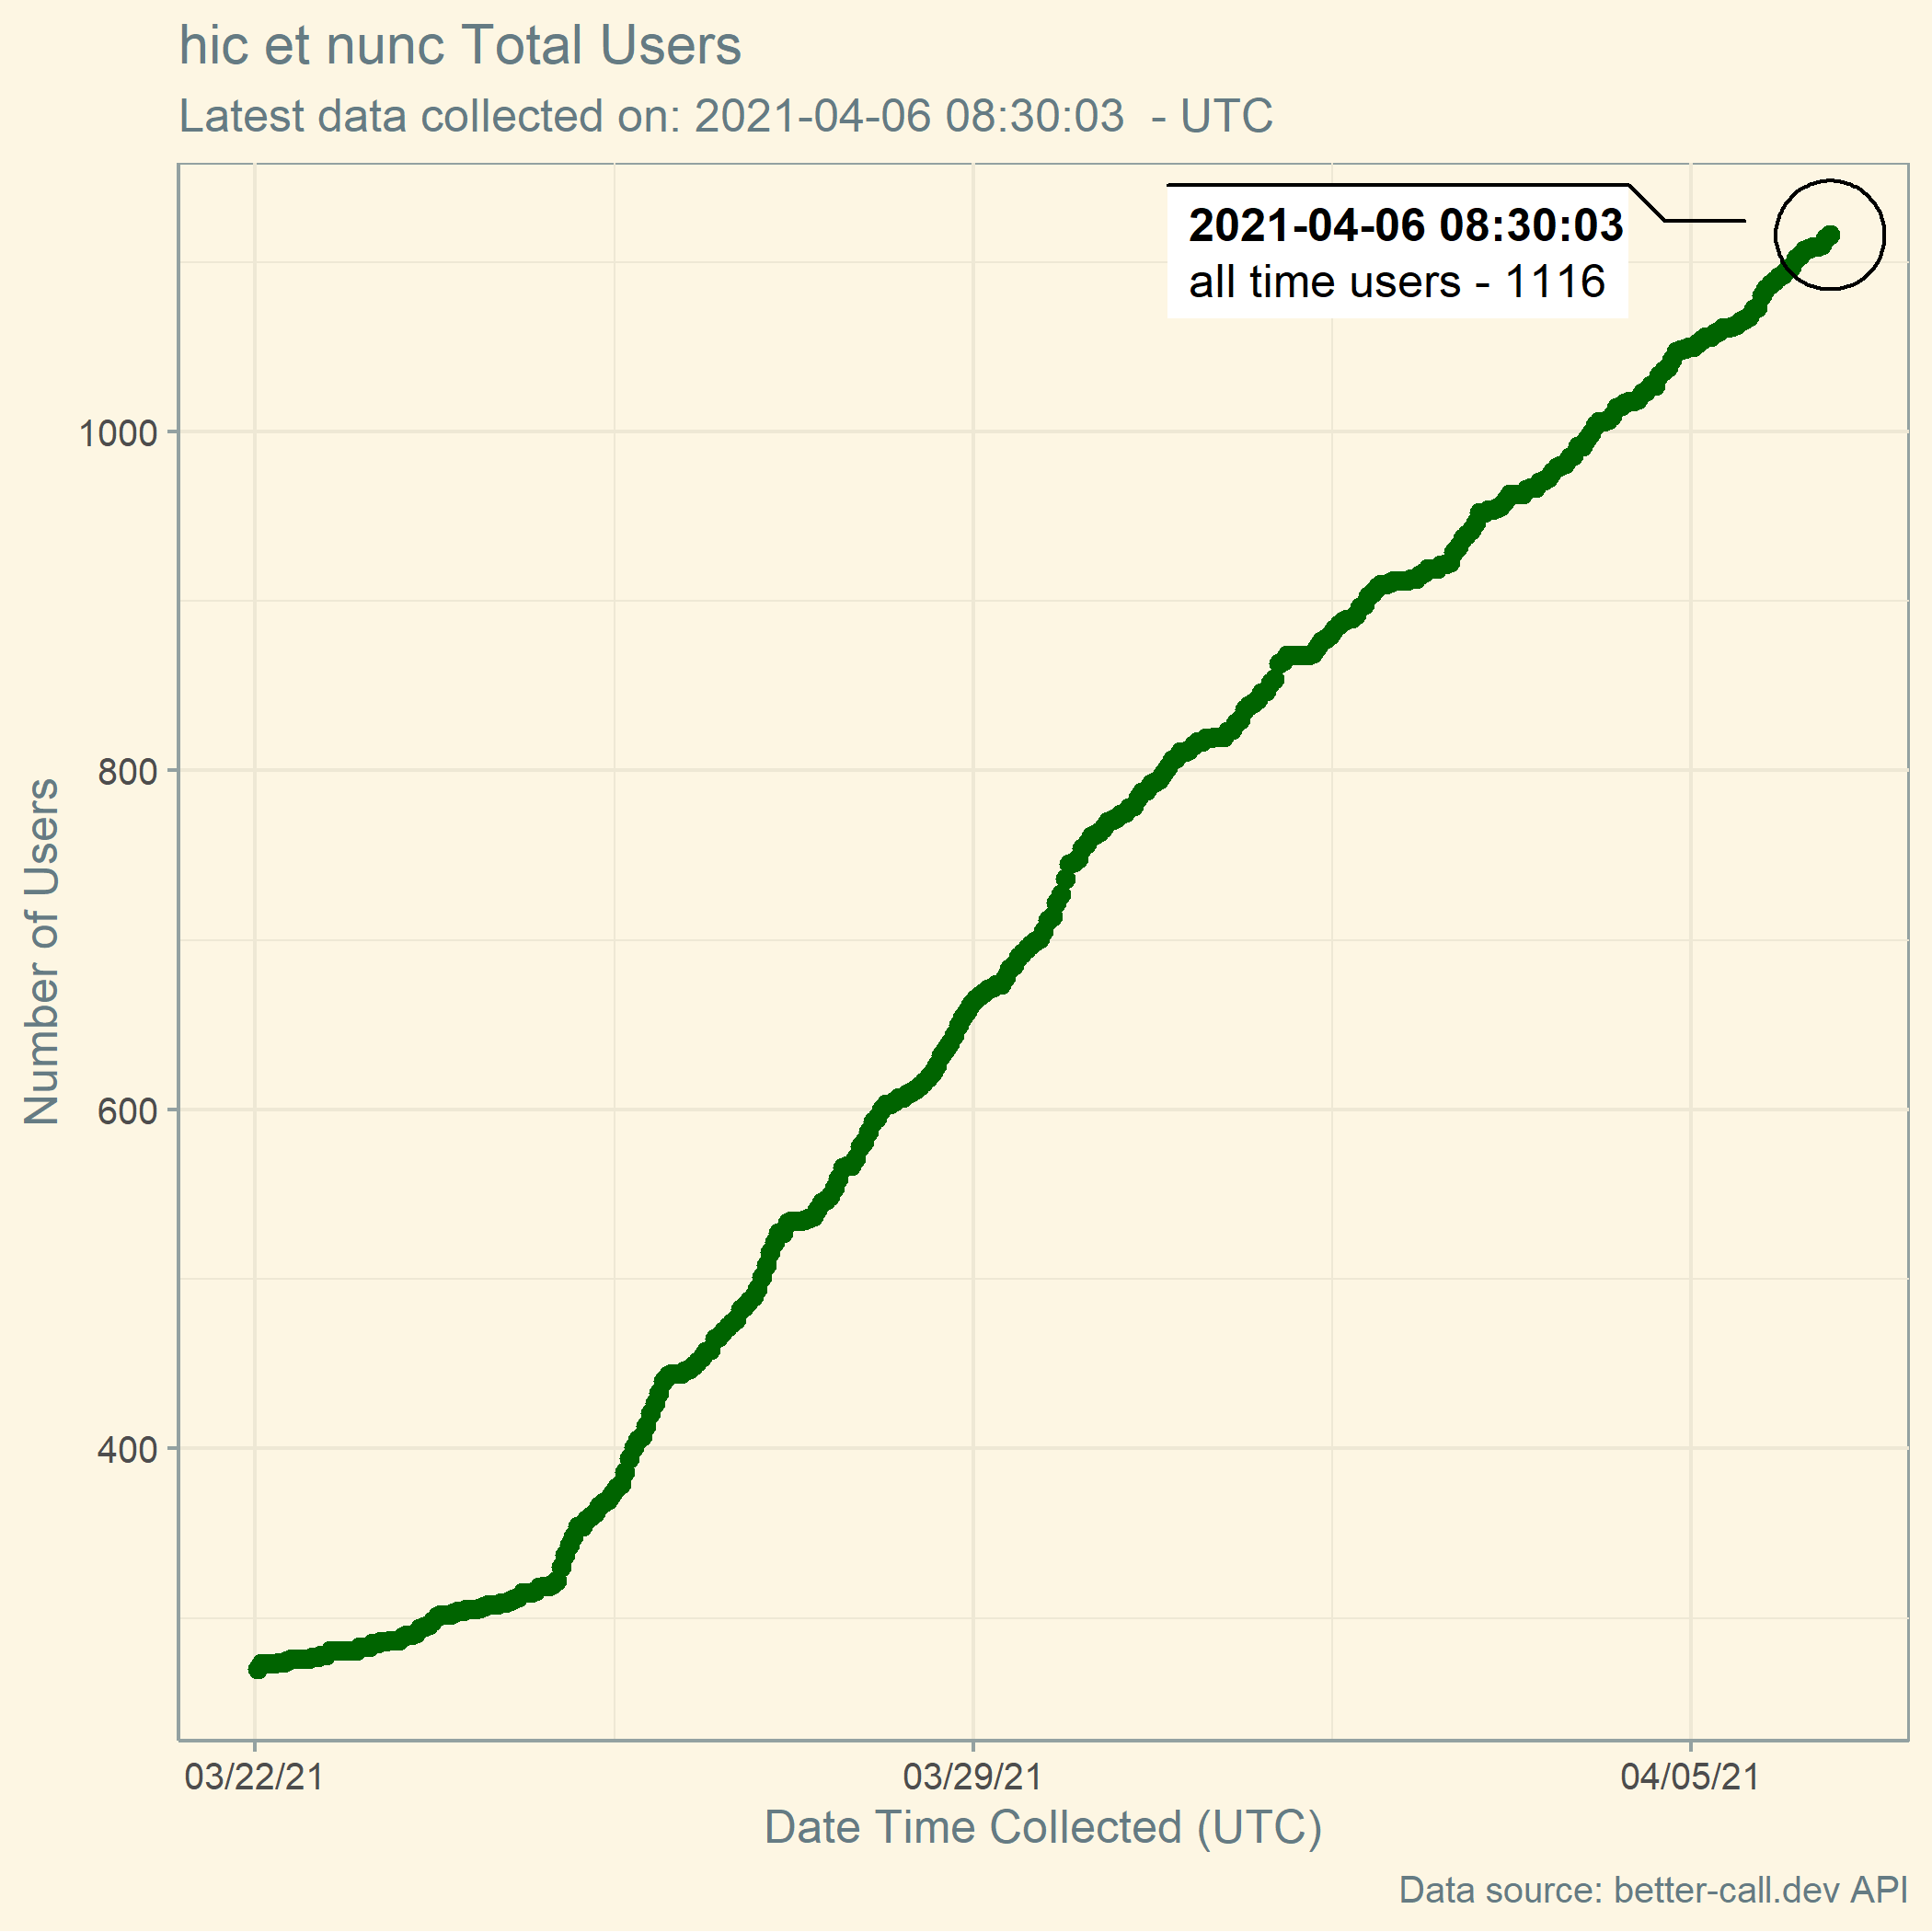 hic et nunc Total Users
Latest data collected on: 2021-04-06 08:30:03  - UTC
2021-04-06 08:30:03
all time users - 1116
1000
800
600
400
Number of Users
03/22/21
03/29/21
04/05/21
Date Time Collected (UTC)
Data source: better-call.dev API